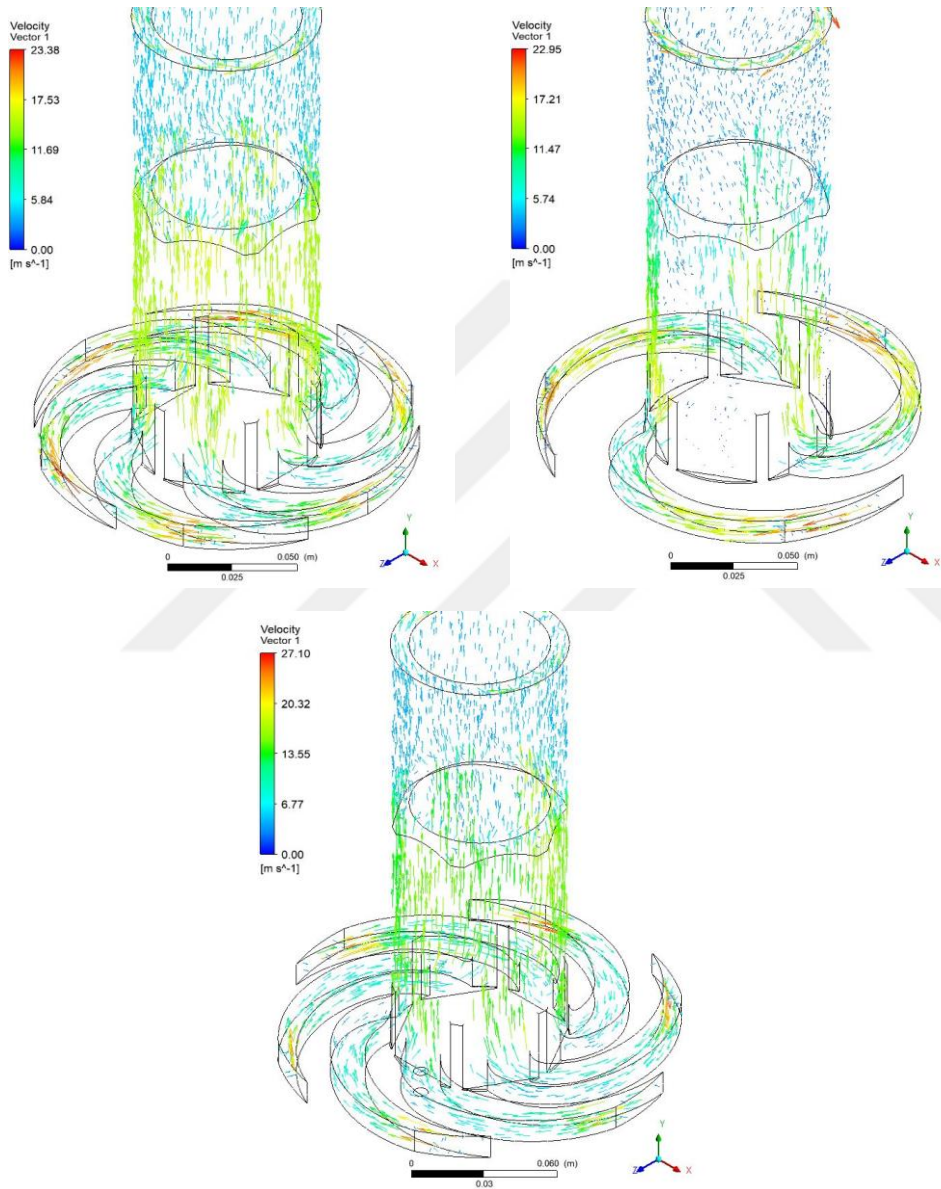 Velocity
Vector 1
23.38
17.53
11.69
5.84
0.00
[m s^-1]
0 0.050 (m)
0.025
Y
Z X
Velocity
Vector 1
22.95
17.21
11.47
5.74
0.00
[m s^-1]
0 0.050 (m)
0.025
Y
Z X
Velocity
Vector 1
27.10
20.32
13.55
6.77
0.00
[m s^-1]
0 0.060 (m)
0.03
Y
Z X